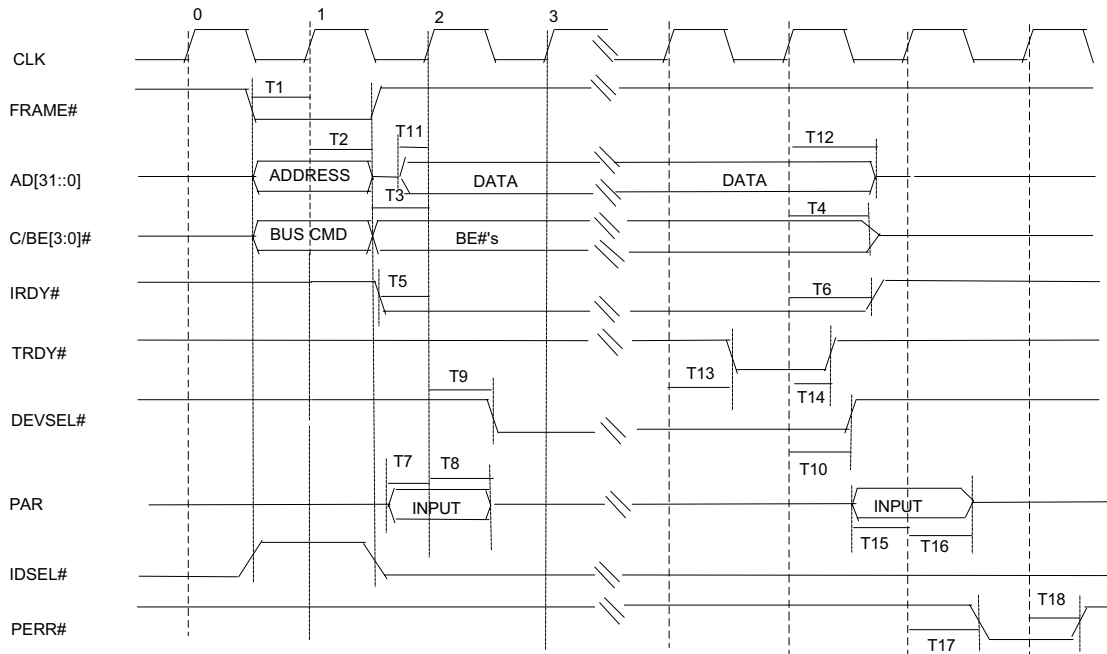 0 1 2 3
CLK
T1
FRAME#
T2 T11 T12
AD[31::0] ADDRESS DATA DATA
T3 T4
C/BE[3:0]# BUS CMD BE#'s
T5 T6
IRDY#
TRDY#
T9 T13 T14
DEVSEL#
T7 T8 T10
PAR INPUT INPUT
T15 T16
IDSEL#
T18
PERR#
T17